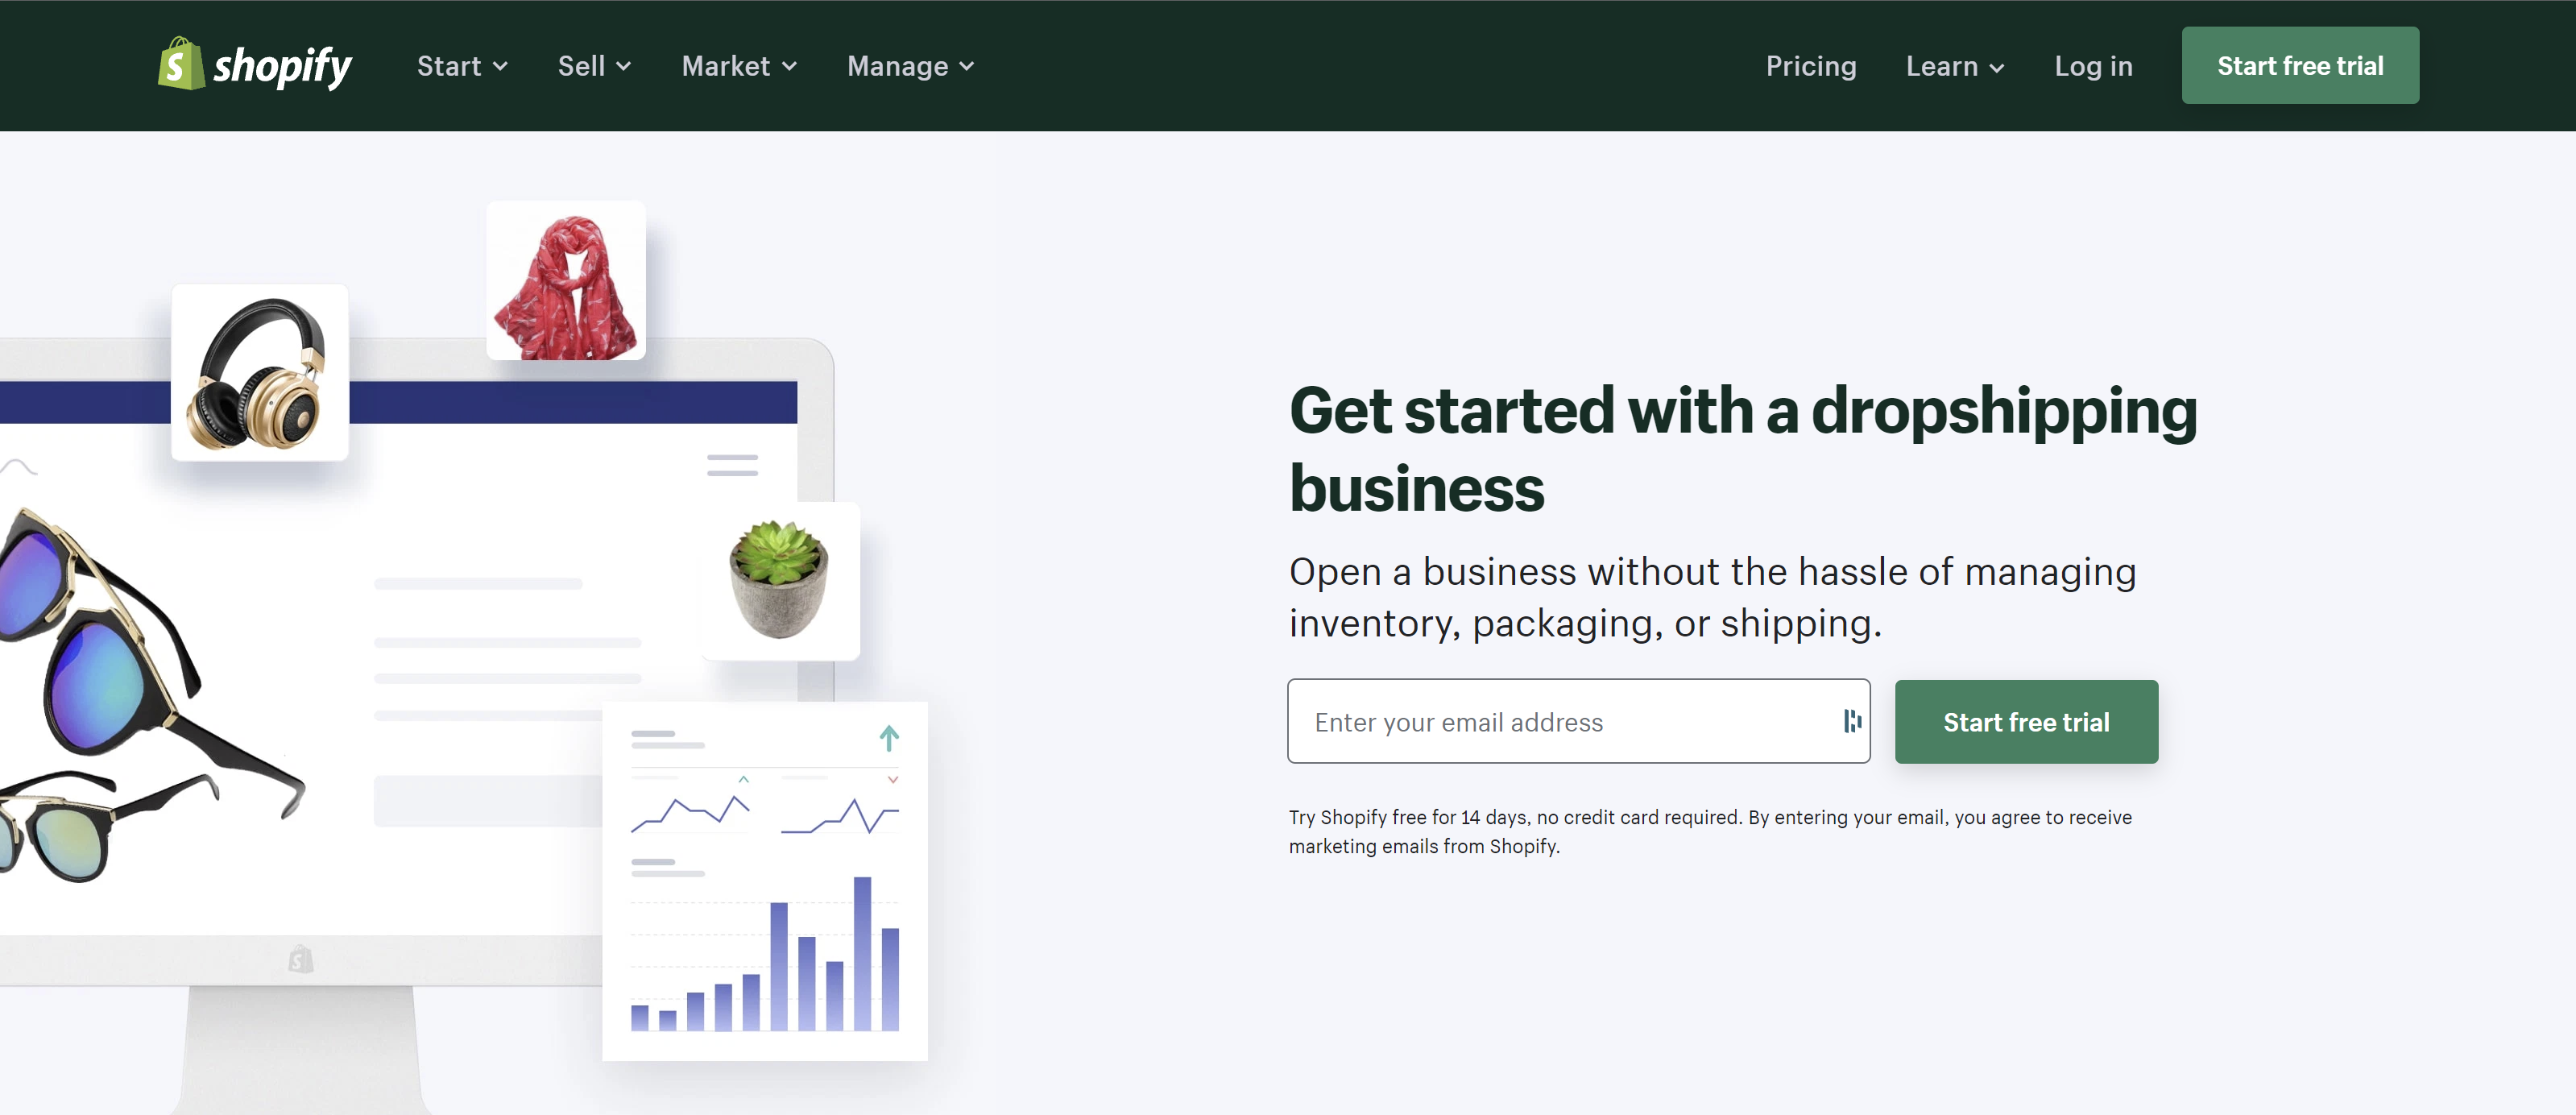 shopify
Start
Sell
Market
Manage
Pricing
Learn
Log in
Start free trial
Get started with a dropshipping
business
Open a business without the hassle of managing
inventory, packaging, or shipping.
Enter your email address
Start free trial
Try Shopify free for 14 days, no credit card required. By entering your email, you agree to receive
marketing emails from Shopify.